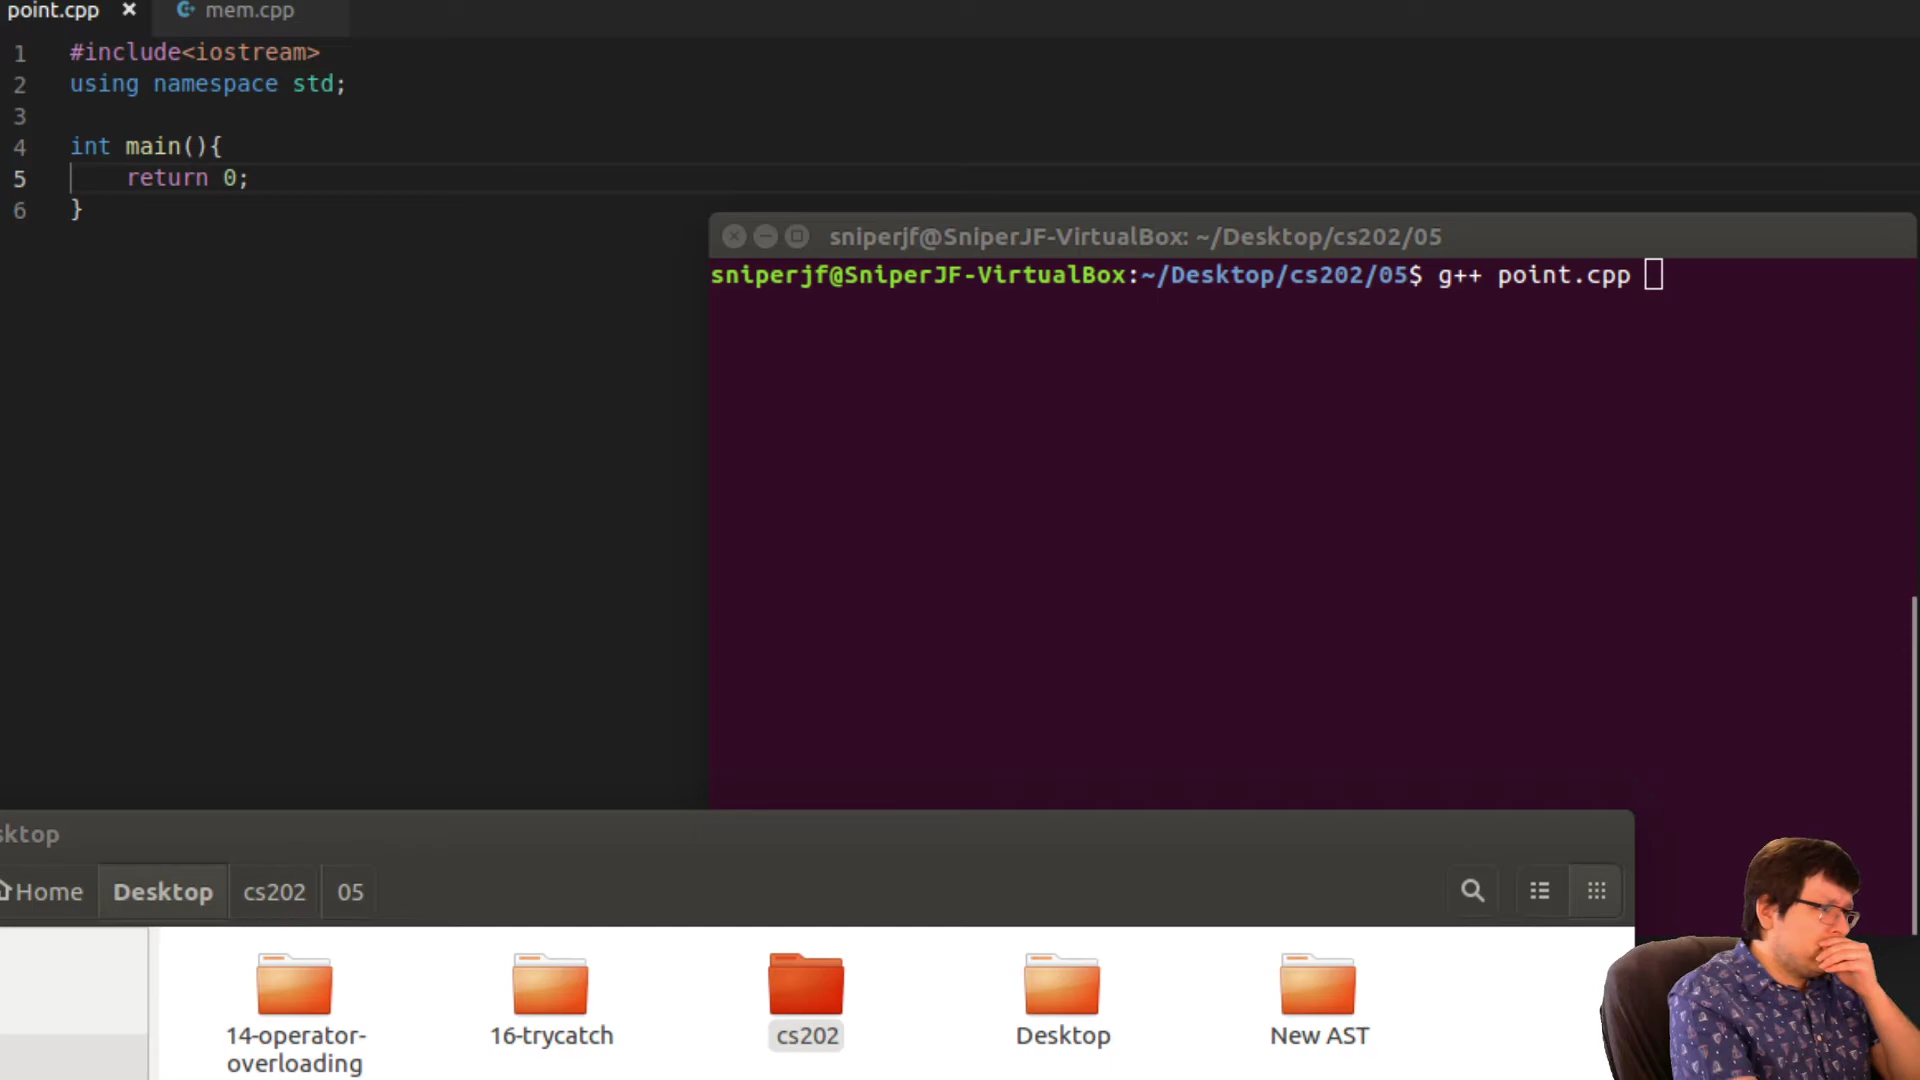 point.cpp × mem.cpp
1 #include<iostream>
2 using namespace std;
3
4 int main(){
5 return 0;
6 }
sniperjf@SniperJF-VirtualBox: ~/Desktop/cs202/05
sniperjf@SniperJF-VirtualBox:~/Desktop/cs202/05$ g++ point.cpp
sktop
Home Desktop cs202 05
14-operator-
overloading
16-trycatch
cs202
Desktop
New AST